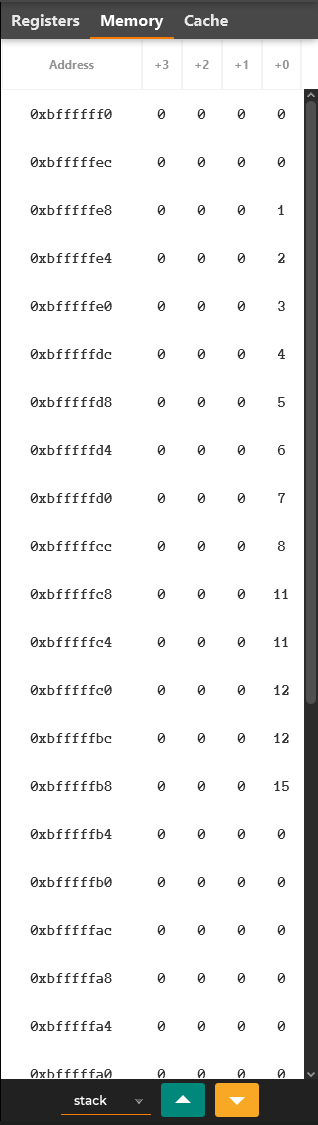 Registers Memory Cache
Address +3 +2 +1 +0
0xbffffff0 0 0 0 0
0xbfffffec 0 0 0 0
0xbfffffe8 0 0 0 1
0xbfffffe4 0 0 0 2
0xbfffffe0 0 0 0 3
0xbfffffdc 0 0 0 4
0xbfffffd8 0 0 0 5
0xbfffffd4 0 0 0 6
0xbfffffd0 0 0 0 7
0xbfffffcc 0 0 0 8
0xbfffffc8 0 0 0 11
0xbfffffc4 0 0 0 11
0xbfffffc0 0 0 0 12
0xbfffffbc 0 0 0 12
0xbfffffb8 0 0 0 15
0xbfffffb4 0 0 0 0
0xbfffffb0 0 0 0 0
0xbfffffac 0 0 0 0
0xbfffffa8 0 0 0 0
0xbfffffa4 0 0 0 0
0xbfffffa0 0 0 0 0
stack